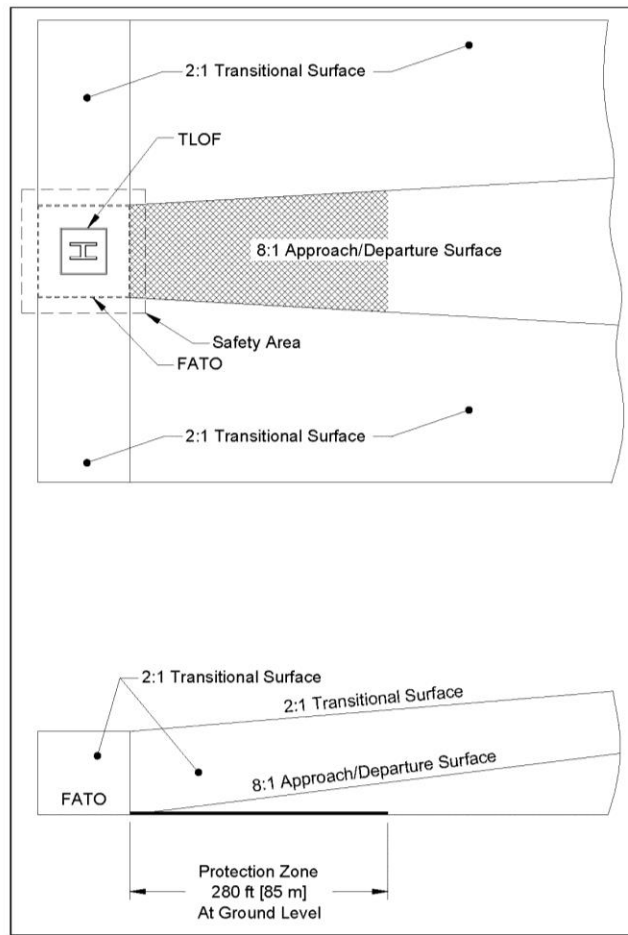 2:1 Transitional Surface
TLOF
8:1 Approach/Departure Surface
Safety Area
FATO
2:1 Transitional Surface
2:1 Transitional Surface
2:1 Transitional Surface
8:1 Approach/Departure Surface
FATO
Protection Zone
280 ft [85 m]
At Ground Level